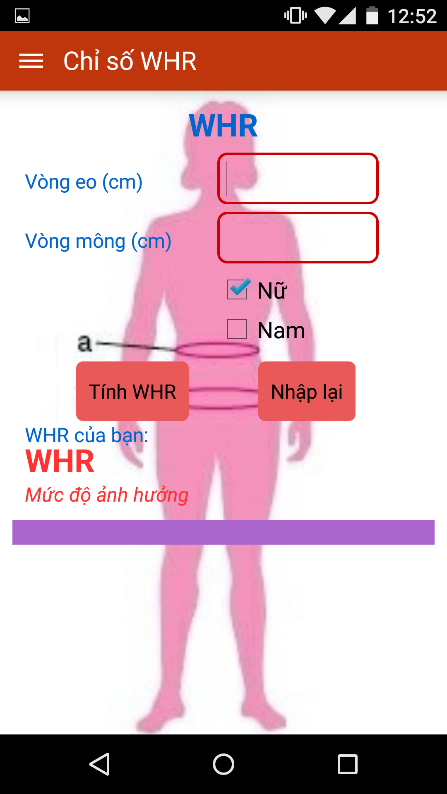 12:52
Chỉ số WHR
WHR
Vòng eo (cm)
Vòng mông (cm)
Nữ
Nam
a
Tính WHR Nhập lại
WHR của bạn:
WHR
Mức độ ảnh hưởng